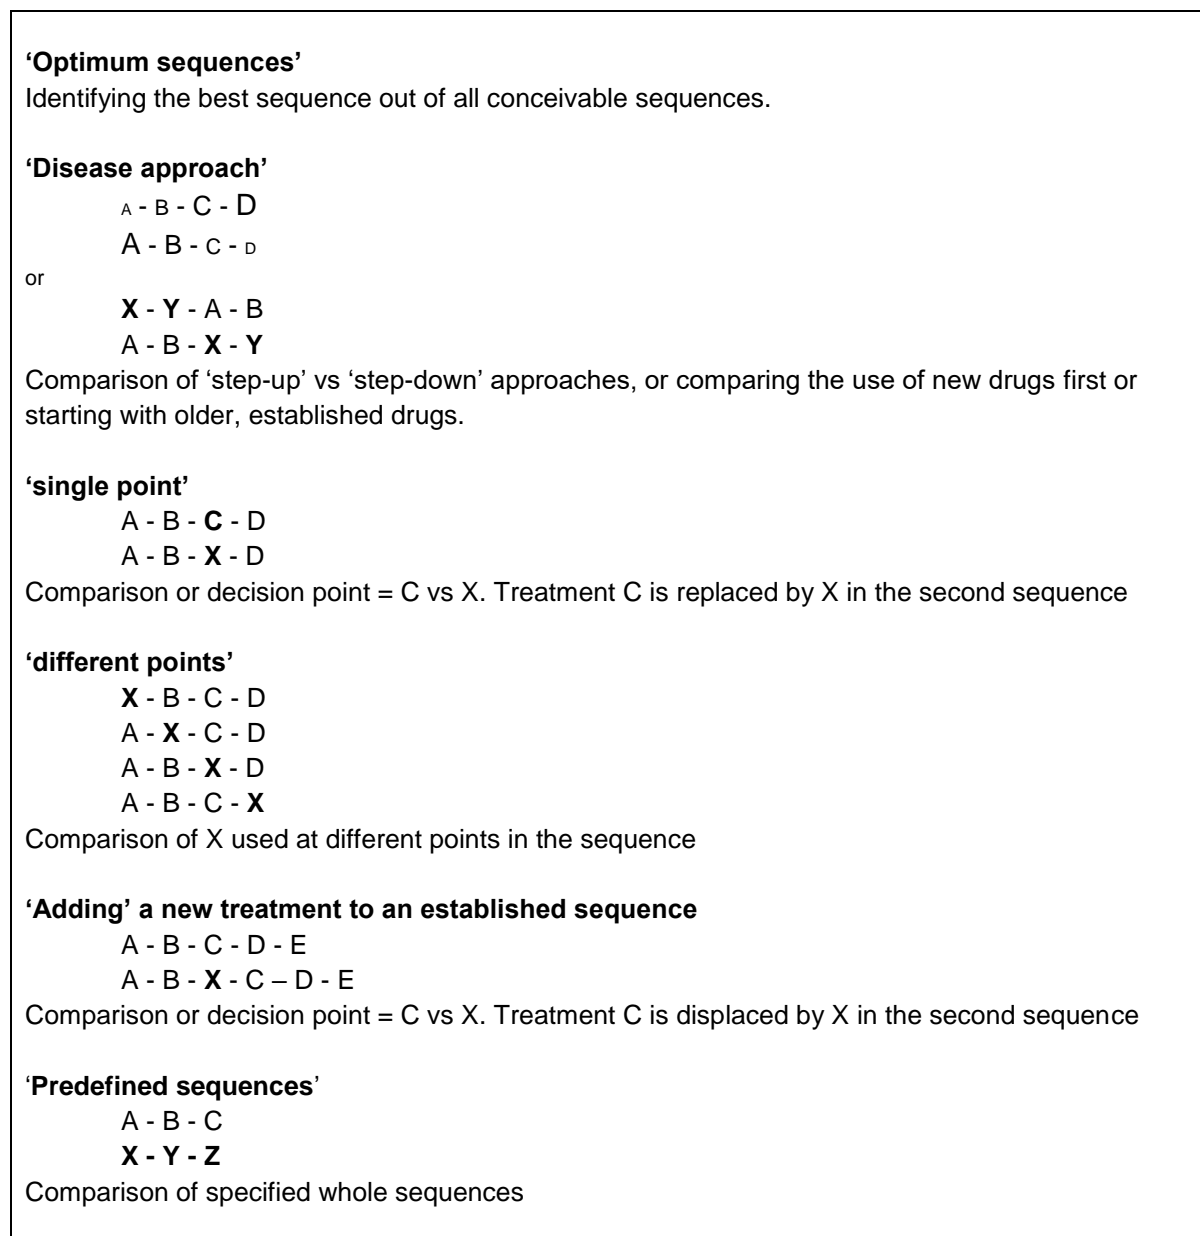 ‘Optimum sequences’
Identifying the best sequence out of all conceivable sequences.
‘Disease approach’
A - B - C - D
A - B - C - D
or
X - Y - A - B
A - B - X - Y
Comparison of ‘step-up’ vs ‘step-down’ approaches, or comparing the use of new drugs first or
starting with older, established drugs.
‘single point’
A - B - C - D
A - B - X - D
Comparison or decision point = C vs X. Treatment C is replaced by X in the second sequence
‘different points’
X - B - C - D
A - X - C - D
A - B - X - D
A - B - C - X
Comparison of X used at different points in the sequence
‘Adding’ a new treatment to an established sequence
A - B - C - D - E
A - B - X - C – D - E
Comparison or decision point = C vs X. Treatment C is displaced by X in the second sequence
‘Predefined sequences’
A - B - C
X - Y - Z
Comparison of specified whole sequences